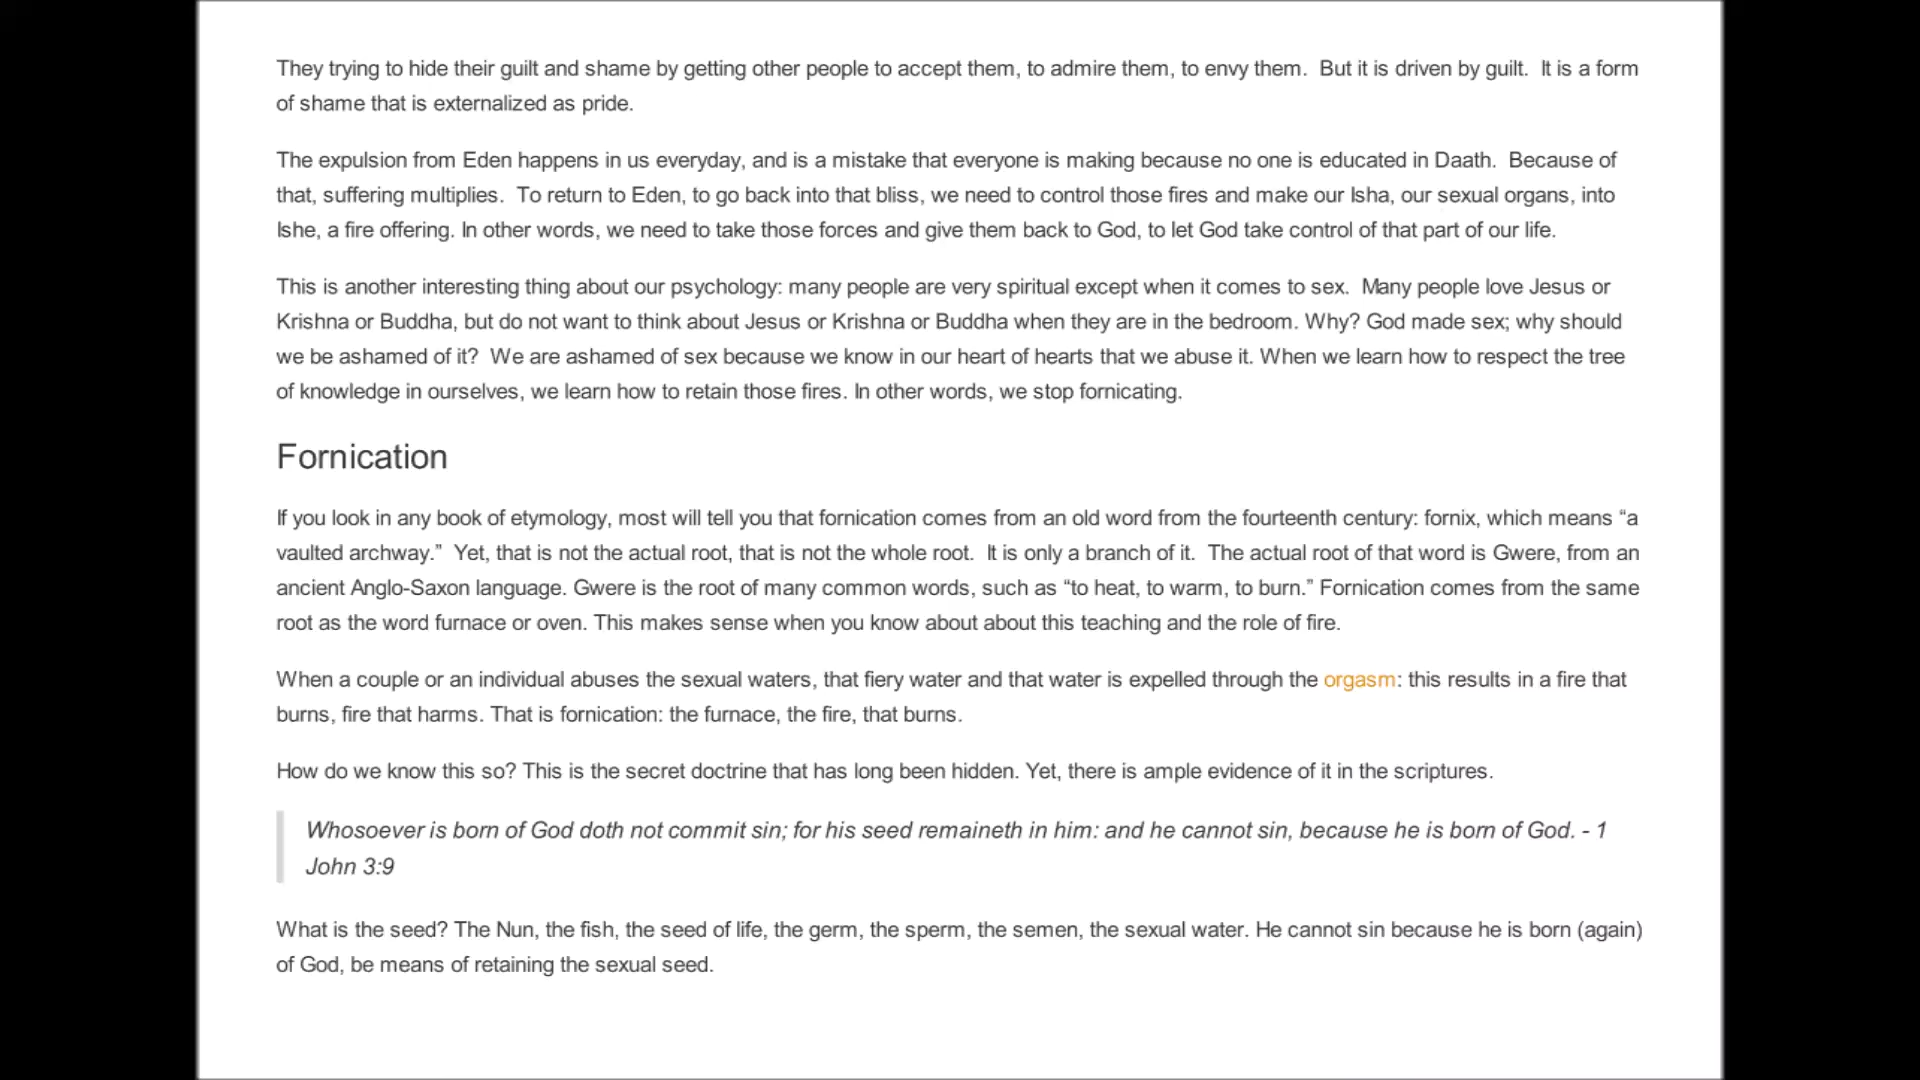 They trying to hide their guilt and shame by getting other people to accept them, to admire them, to envy them.  But it is driven by guilt.  It is a form
of shame that is externalized as pride.
The expulsion from Eden happens in us everyday, and is a mistake that everyone is making because no one is educated in Daath.  Because of
that, suffering multiplies.  To return to Eden, to go back into that bliss, we need to control those fires and make our Isha, our sexual organs, into
Ishe, a fire offering. In other words, we need to take those forces and give them back to God, to let God take control of that part of our life.
This is another interesting thing about our psychology: many people are very spiritual except when it comes to sex.  Many people love Jesus or
Krishna or Buddha, but do not want to think about Jesus or Krishna or Buddha when they are in the bedroom. Why? God made sex; why should
we be ashamed of it?  We are ashamed of sex because we know in our heart of hearts that we abuse it. When we learn how to respect the tree
of knowledge in ourselves, we learn how to retain those fires. In other words, we stop fornicating.
Fornication
If you look in any book of etymology, most will tell you that fornication comes from an old word from the fourteenth century: fornix, which means “a
vaulted archway.”  Yet, that is not the actual root, that is not the whole root.  It is only a branch of it.  The actual root of that word is Gwere, from an
ancient Anglo-Saxon language. Gwere is the root of many common words, such as “to heat, to warm, to burn.” Fornication comes from the same
root as the word furnace or oven. This makes sense when you know about about this teaching and the role of fire.
When a couple or an individual abuses the sexual waters, that fiery water and that water is expelled through the orgasm: this results in a fire that
burns, fire that harms. That is fornication: the furnace, the fire, that burns.
How do we know this so? This is the secret doctrine that has long been hidden. Yet, there is ample evidence of it in the scriptures.
Whosoever is born of God doth not commit sin; for his seed remaineth in him: and he cannot sin, because he is born of God. - 1
John 3:9
What is the seed? The Nun, the fish, the seed of life, the germ, the sperm, the semen, the sexual water. He cannot sin because he is born (again)
of God, be means of retaining the sexual seed.